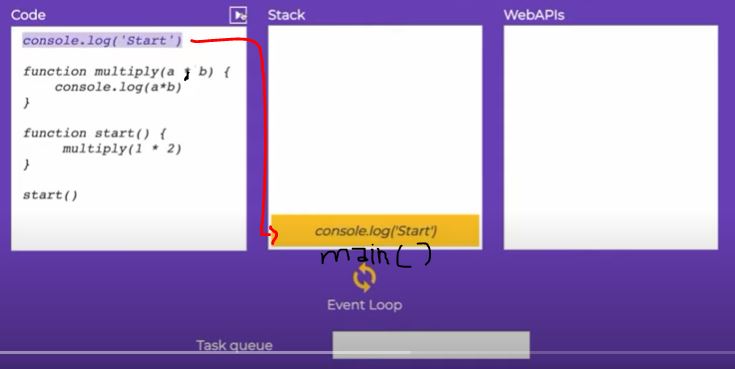 Code
console.log('Start')
function multiply(a , b) {
console.log(a*b)
}
function start() {
multiply(1 * 2)
}
start()
Stack
console.log('Start')
main()
WebAPIs
Event Loop
Task queue